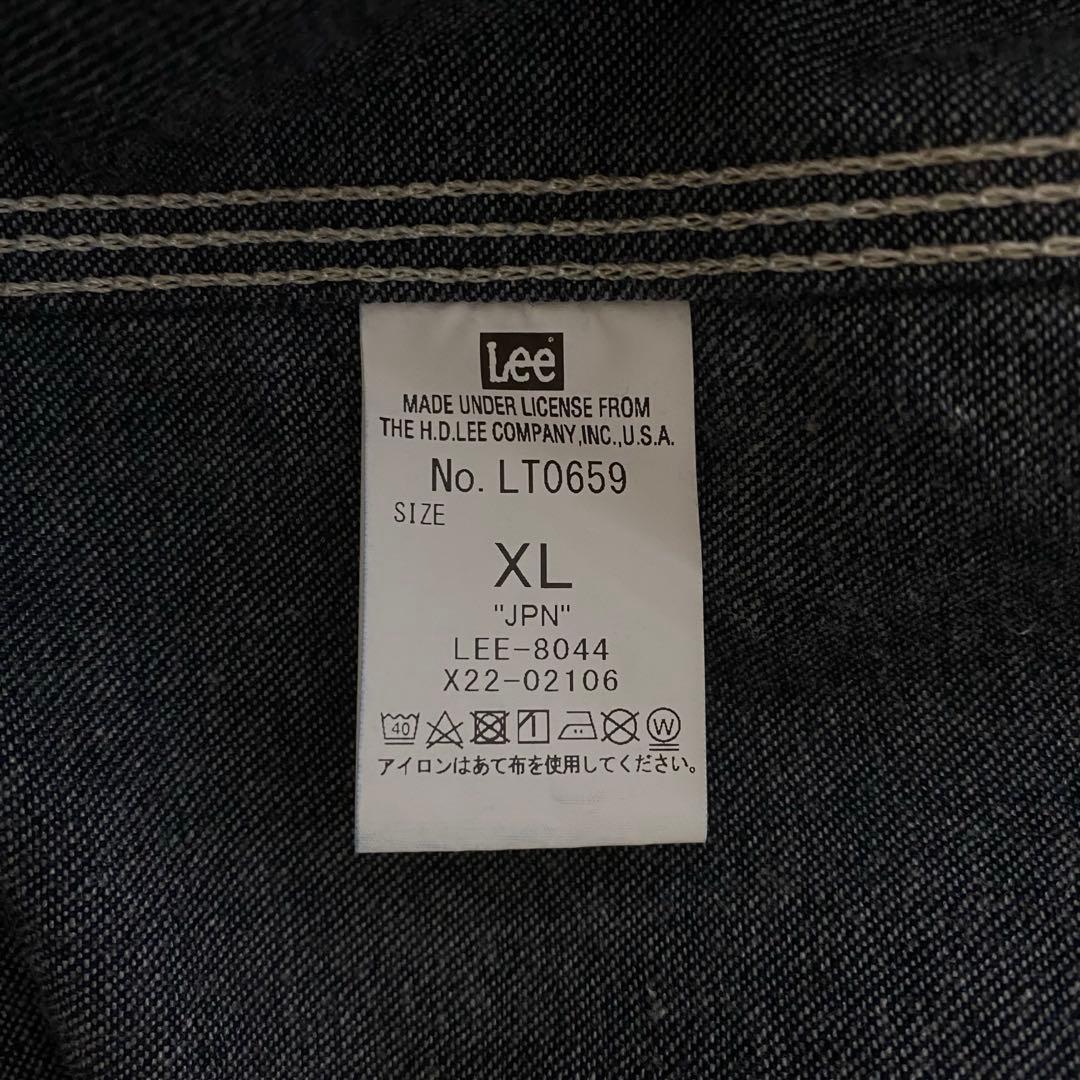 Lee
MADE UNDER LICENSE FROM
THE H.D.LEE COMPANY,INC.,U.S.A.
No. LT0659
SIZE
XL
"JPN"
LEE-8044
X22-02106
40 W
アイロンはあて布を使用してください。